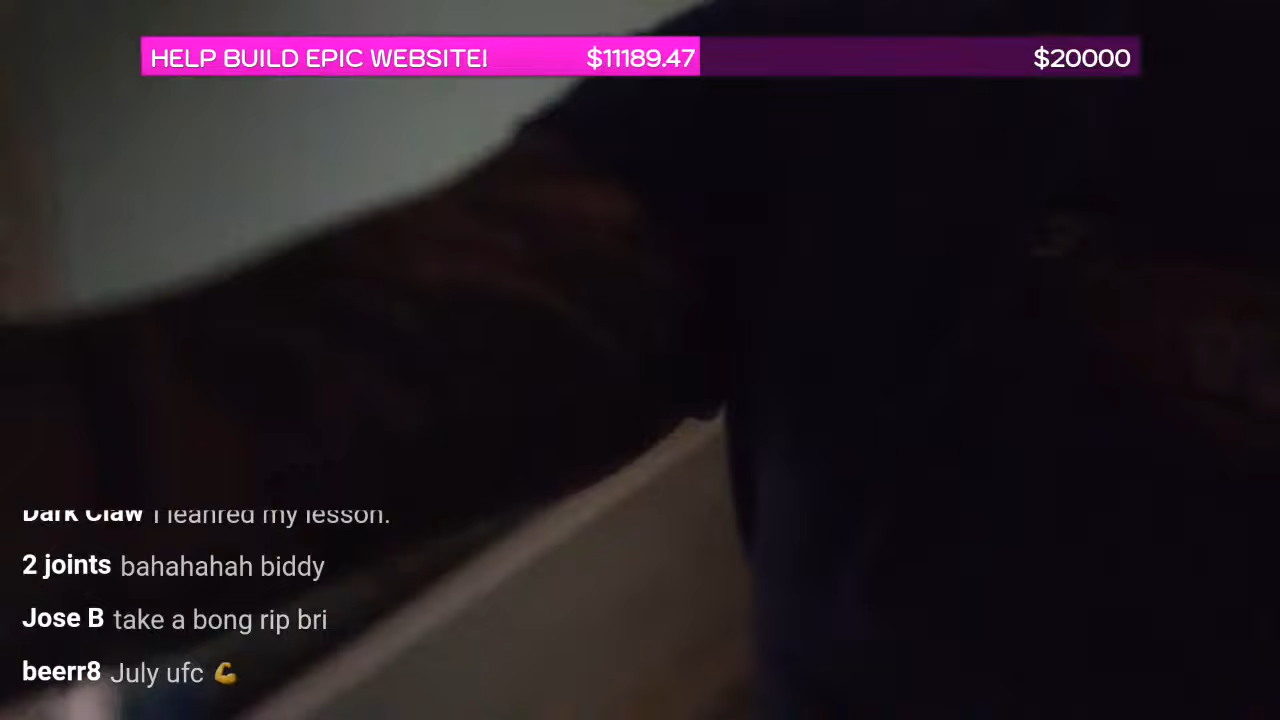 HELP BUILD EPIC WEBSITE! $11189.47 $20000
Dark Claw I leahred my lesson.
2 joints bahahahah biddy
Jose B take a bong rip bri
beerr8 July ufc 💪